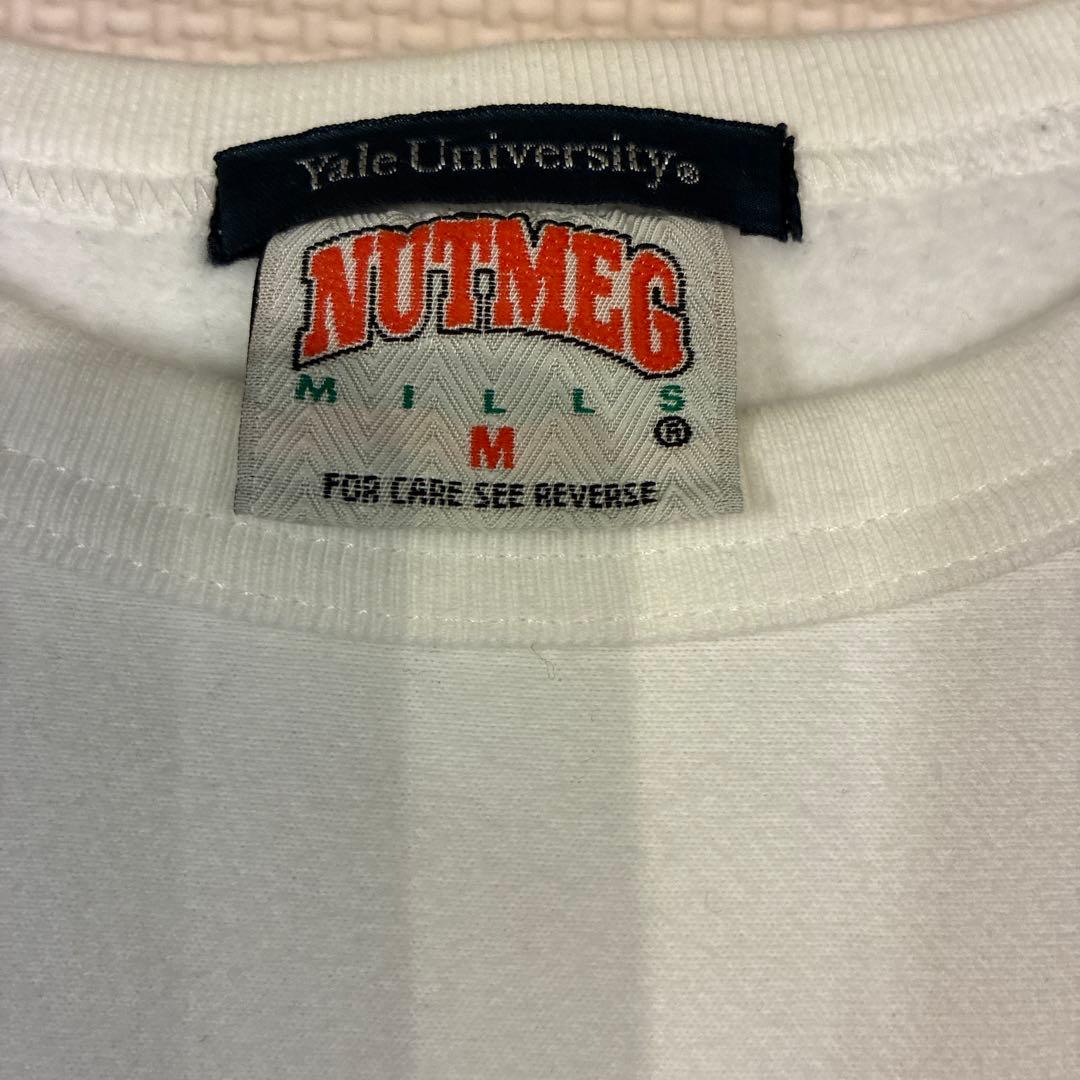 Yale University®
NUTMEG
MILLS®
M
FOR CARE SEE REVERSE